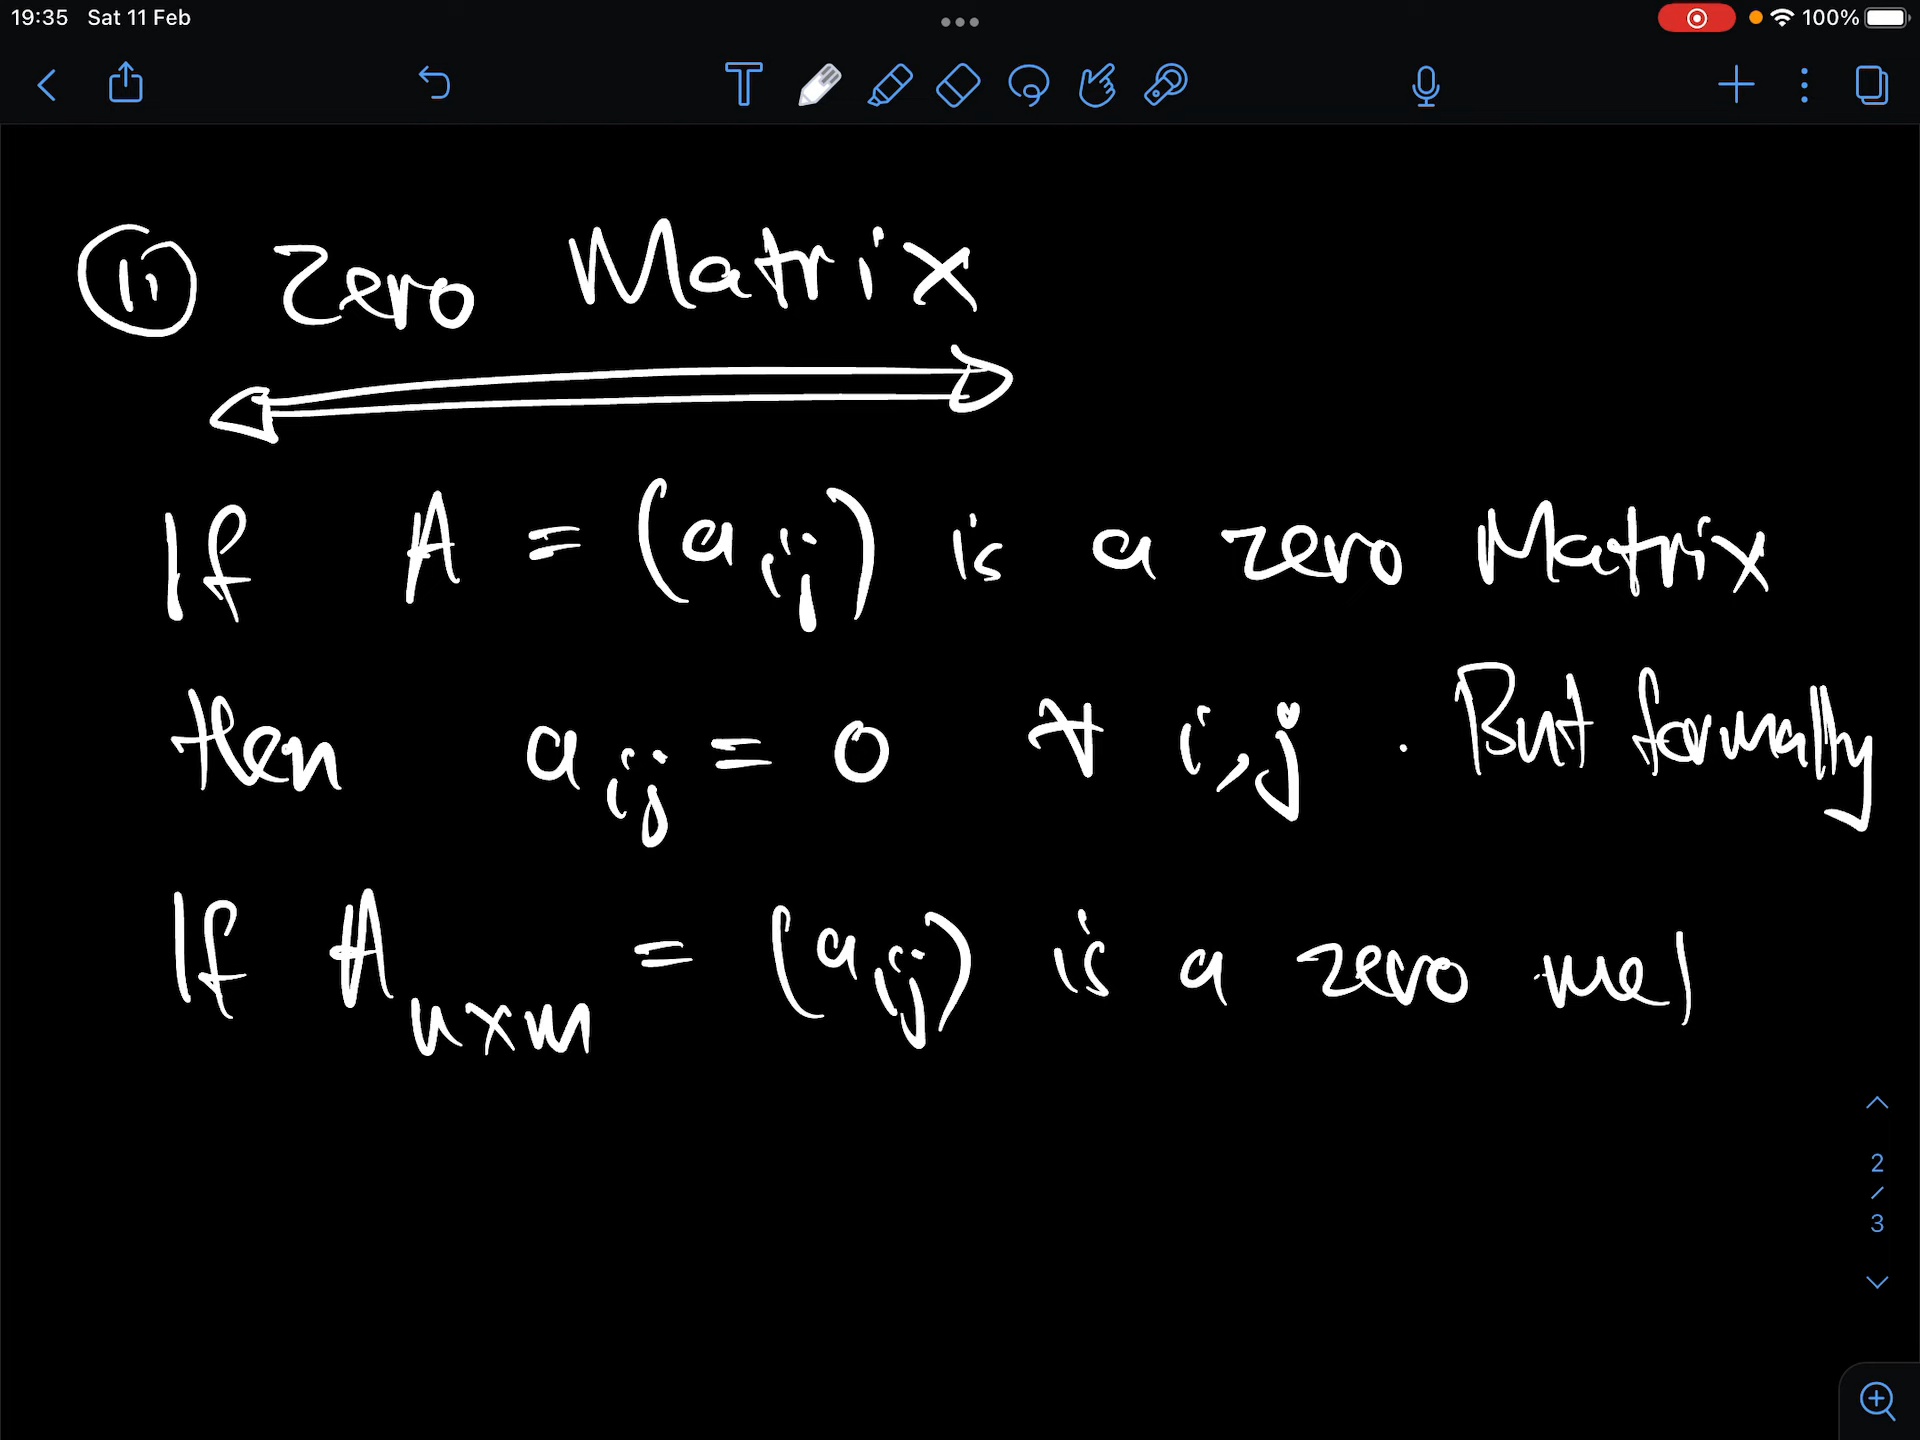 19:35 Sat 11 Feb 100%
(ii) Zero Matrix
If A = (aᵢⱼ) is a zero Matrix
then aᵢⱼ = 0 ∀ i,j . But formally
If Aₙₓₘ = (aᵢⱼ) is a zero
2
/
3